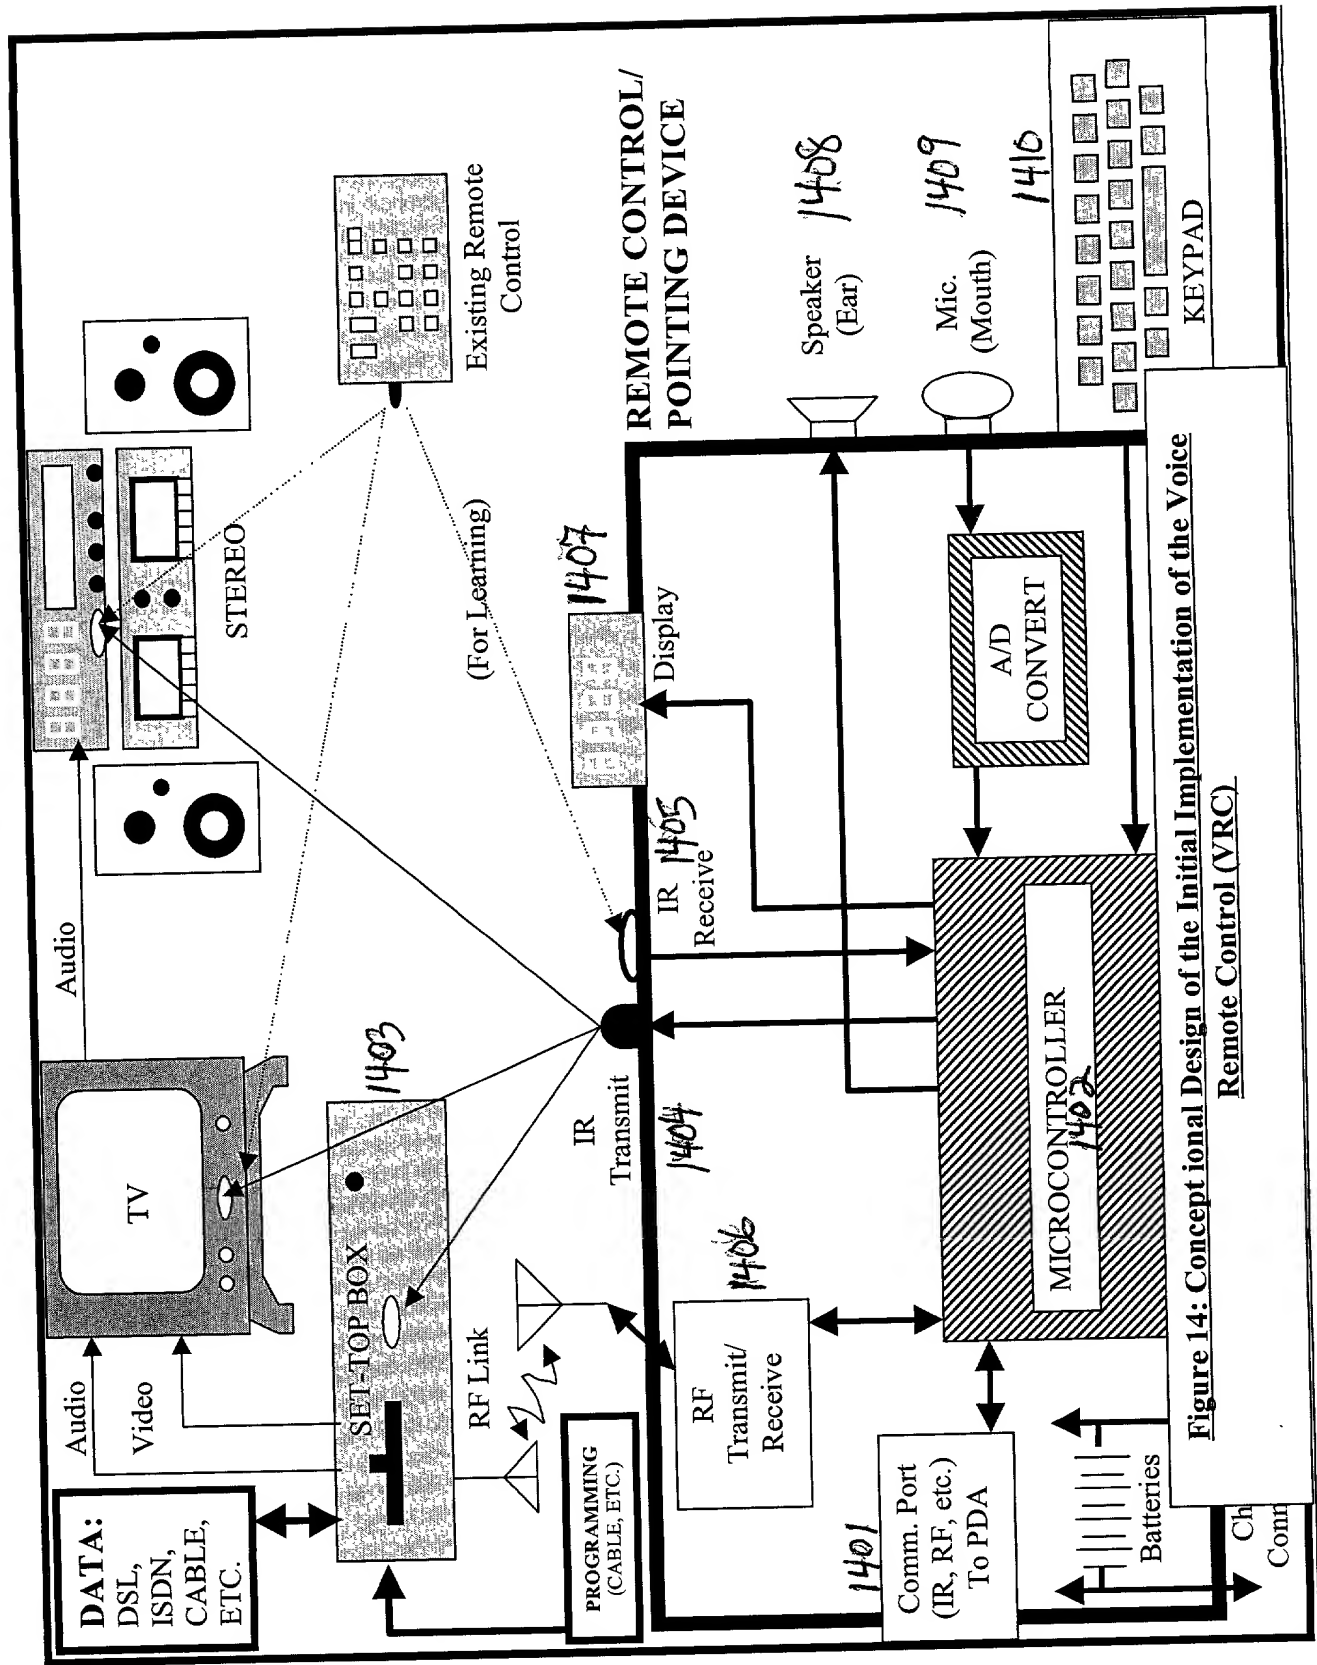 DATA:
DSL,
ISDN,
CABLE,
ETC.
Audio
Video
TV
Audio
STEREO
SET-TOP BOX
1403
RF Link
PROGRAMMING
(CABLE, ETC.)
IR
Transmit
1404
(For Learning)
Existing Remote
Control
REMOTE CONTROL/
POINTING DEVICE
1407
Display
IR 1405
Receive
Speaker
(Ear)
1408
Mic.
(Mouth)
1409
1410
KEYPAD
RF
Transmit/
Receive
1406
1401
Comm. Port
(IR, RF, etc.)
To PDA
MICROCONTROLLER
1402
A/D
CONVERT
Batteries
Ch
Conn
Figure 14: Concept ional Design of the Initial Implementation of the Voice
Remote Control (VRC)